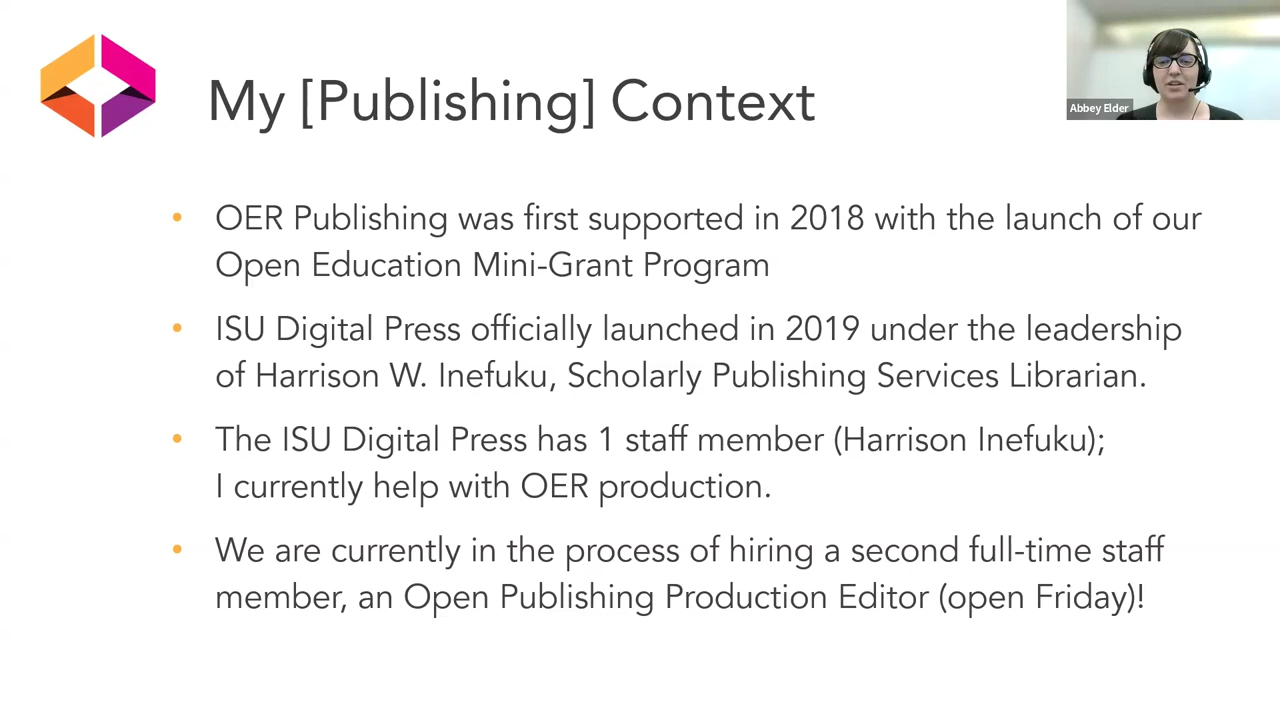 My [Publishing] Context
Abbey Elder
• OER Publishing was first supported in 2018 with the launch of our
Open Education Mini-Grant Program
• ISU Digital Press officially launched in 2019 under the leadership
of Harrison W. Inefuku, Scholarly Publishing Services Librarian.
• The ISU Digital Press has 1 staff member (Harrison Inefuku);
I currently help with OER production.
• We are currently in the process of hiring a second full-time staff
member, an Open Publishing Production Editor (open Friday)!